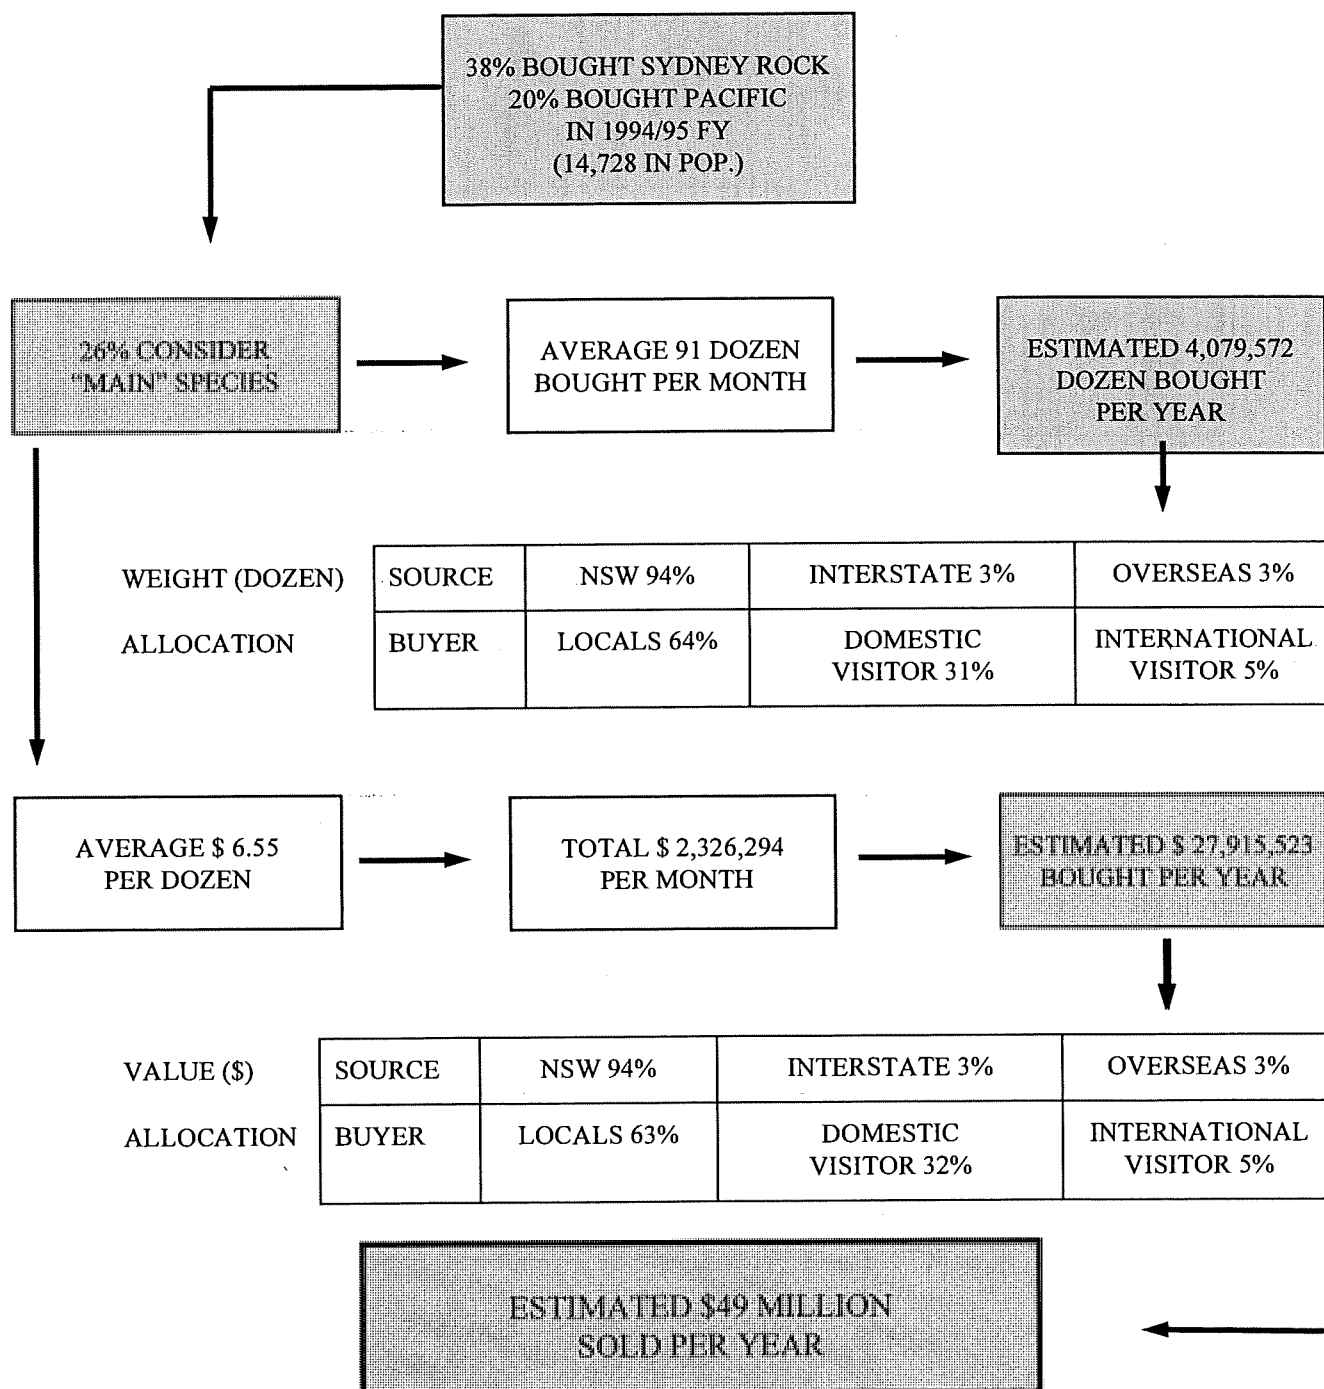 38% BOUGHT SYDNEY ROCK
20% BOUGHT PACIFIC
IN 1994/95 FY
(14,728 IN POP.)
26% CONSIDER
"MAIN" SPECIES
AVERAGE 91 DOZEN
BOUGHT PER MONTH
ESTIMATED 4,079,572
DOZEN BOUGHT
PER YEAR
WEIGHT (DOZEN)
SOURCE
NSW 94%
INTERSTATE 3%
OVERSEAS 3%
ALLOCATION
BUYER
LOCALS 64%
DOMESTIC
VISITOR 31%
INTERNATIONAL
VISITOR 5%
AVERAGE $ 6.55
PER DOZEN
TOTAL $ 2,326,294
PER MONTH
ESTIMATED $ 27,915,523
BOUGHT PER YEAR
VALUE ($)
SOURCE
NSW 94%
INTERSTATE 3%
OVERSEAS 3%
ALLOCATION
BUYER
LOCALS 63%
DOMESTIC
VISITOR 32%
INTERNATIONAL
VISITOR 5%
ESTIMATED $49 MILLION
SOLD PER YEAR